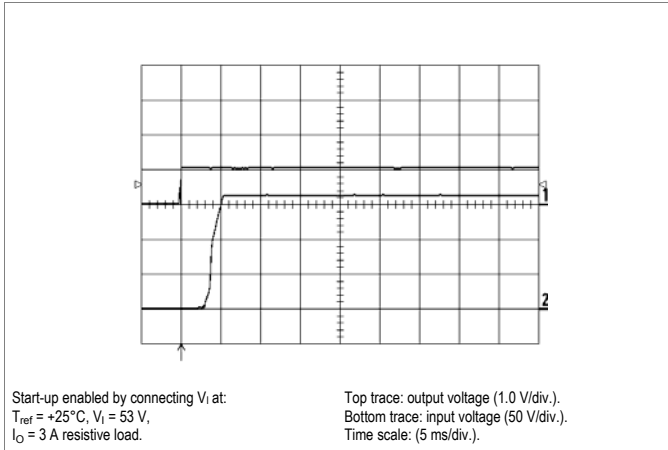 1
2
Start-up enabled by connecting VI at:
Tref = +25°C, VI = 53 V,
IO = 3 A resistive load.
Top trace: output voltage (1.0 V/div.).
Bottom trace: input voltage (50 V/div.).
Time scale: (5 ms/div.).